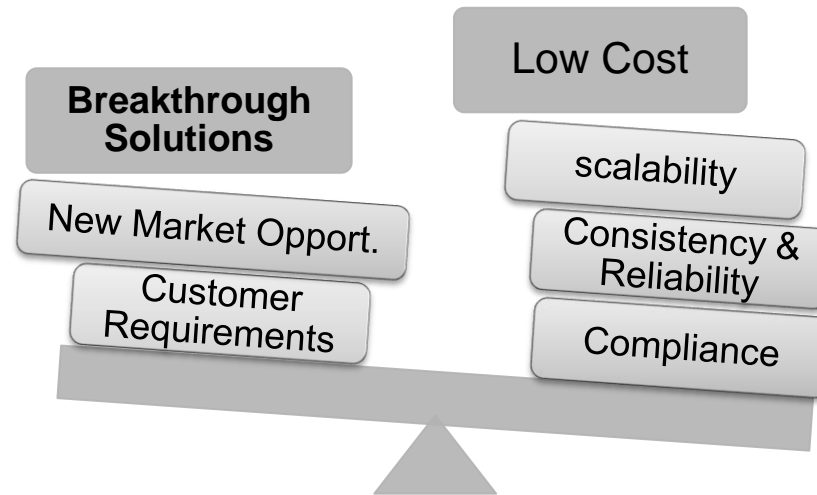 Breakthrough
Solutions
New Market Opport.
Customer
Requirements
Low Cost
scalability
Consistency &
Reliability
Compliance